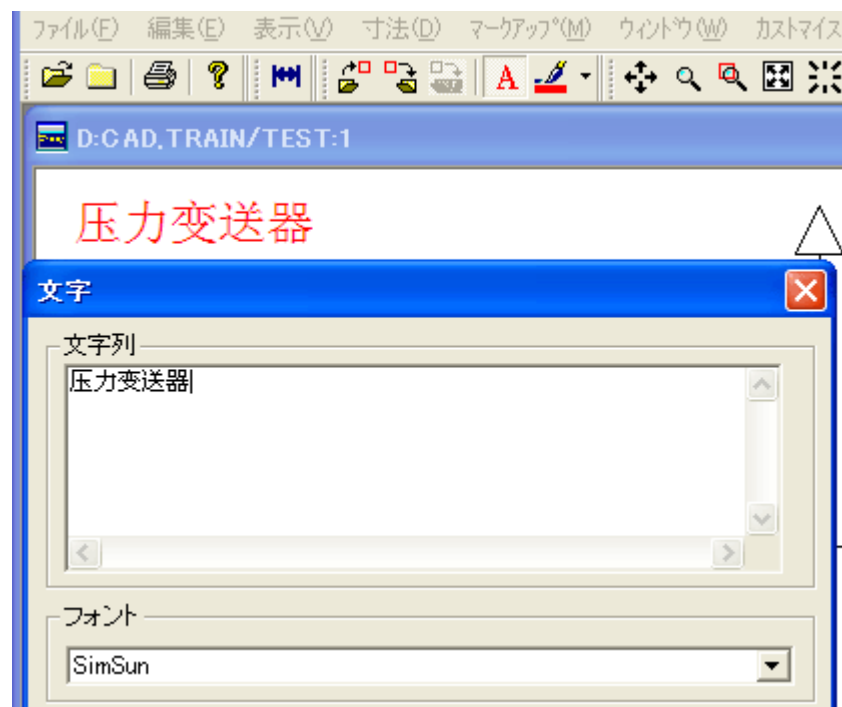 ファイル(F) 編集(E) 表示(V) 寸法(D) マークアップ(M) ウィンドウ(W) カスタマイズ
A
D:CAD,TRAIN/TEST:1
压力变送器
文字
文字列
压力变送器
フォント
SimSun